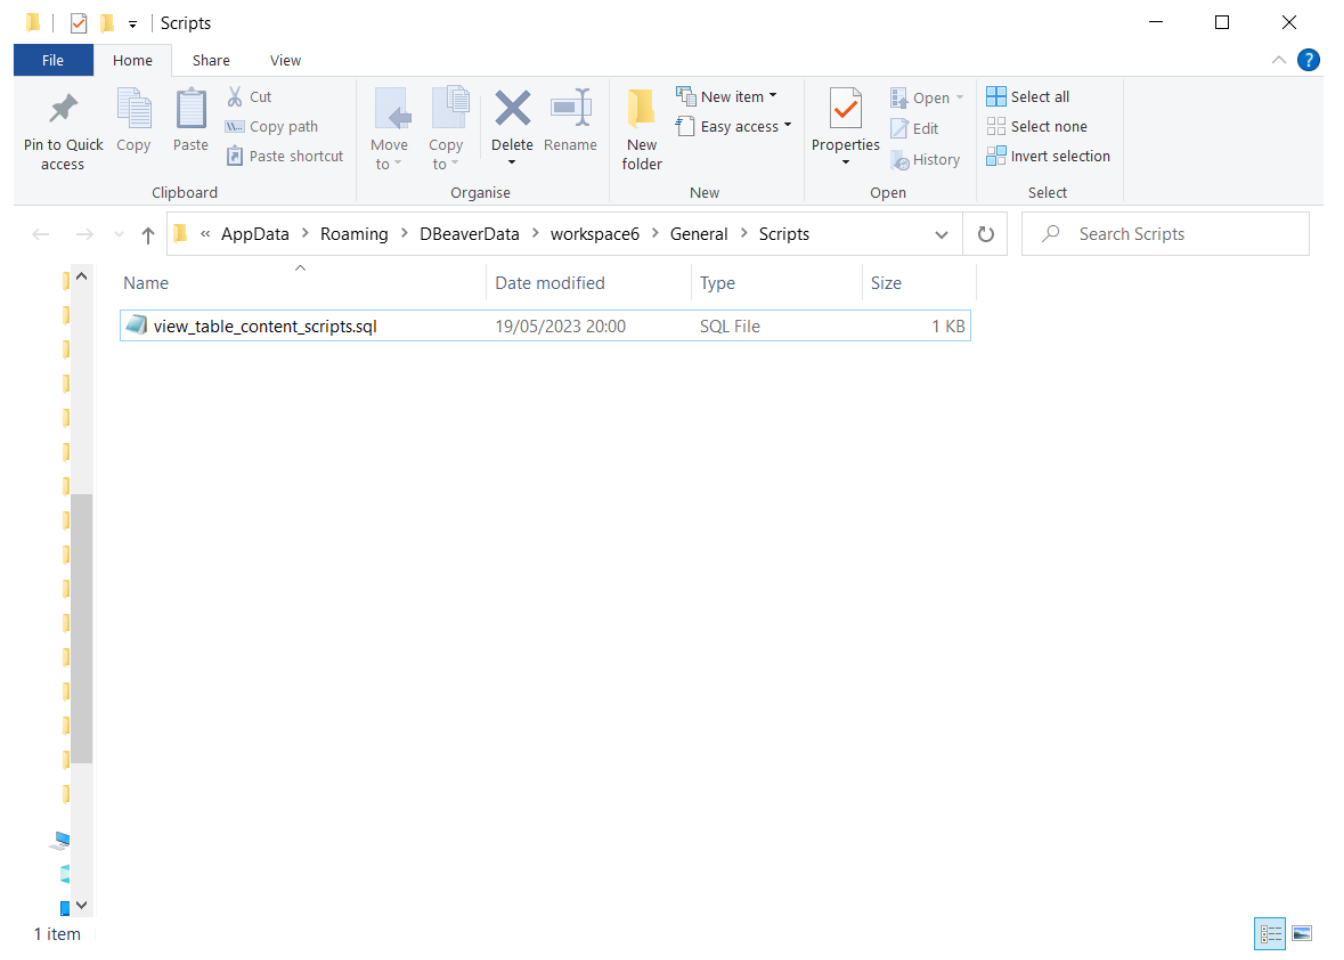 Scripts
File Home Share View
Pin to Quick access
Copy
Paste
Cut
Copy path
Paste shortcut
Clipboard
Move to
Copy to
Delete
Rename
Organise
New folder
New item
Easy access
New
Properties
Open
Edit
History
Open
Select all
Select none
Invert selection
Select
« AppData > Roaming > DBeaverData > workspace6 > General > Scripts
Search Scripts
Name Date modified Type Size
view_table_content_scripts.sql 19/05/2023 20:00 SQL File 1 KB
1 item